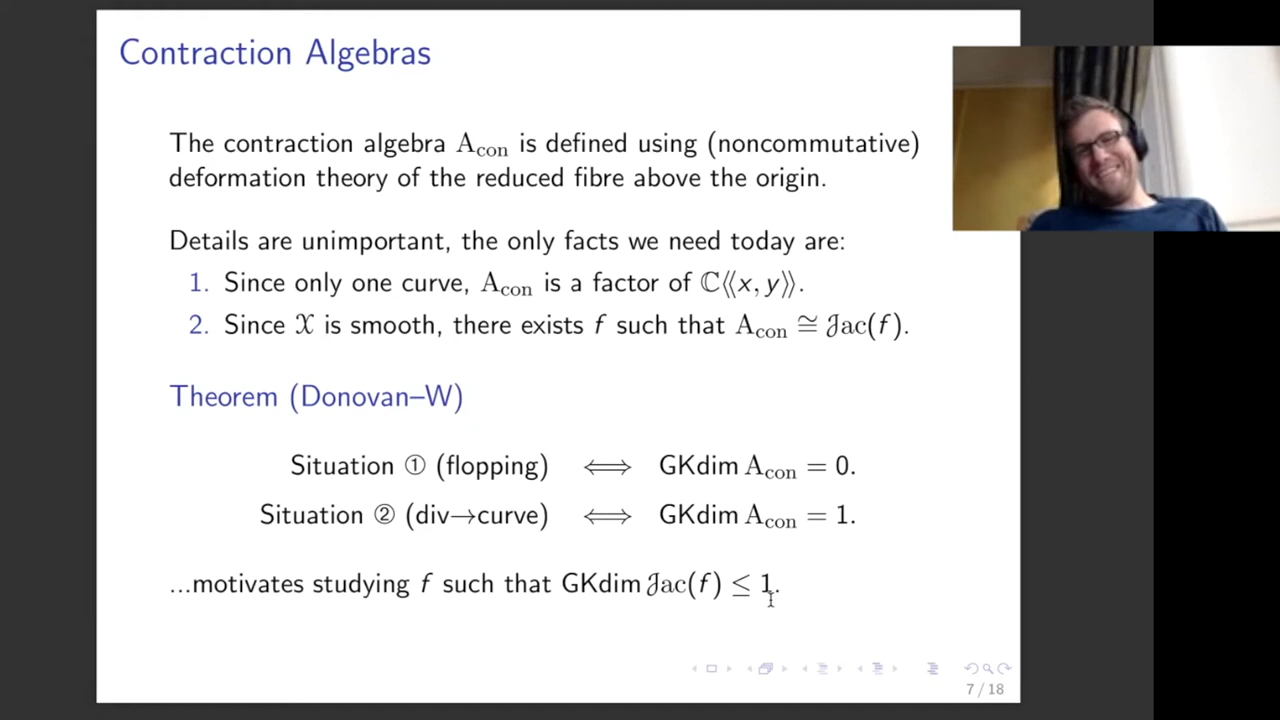 Contraction Algebras
The contraction algebra A_con is defined using (noncommutative)
deformation theory of the reduced fibre above the origin.
Details are unimportant, the only facts we need today are:
1. Since only one curve, A_con is a factor of ℂ⟪x, y⟫.
2. Since 𝒳 is smooth, there exists f such that A_con ≅ 𝒥ac(f).
Theorem (Donovan–W)
Situation ① (flopping) ⟺ GKdim A_con = 0.
Situation ② (div→curve) ⟺ GKdim A_con = 1.
...motivates studying f such that GKdim 𝒥ac(f) ≤ 1.
7 / 18